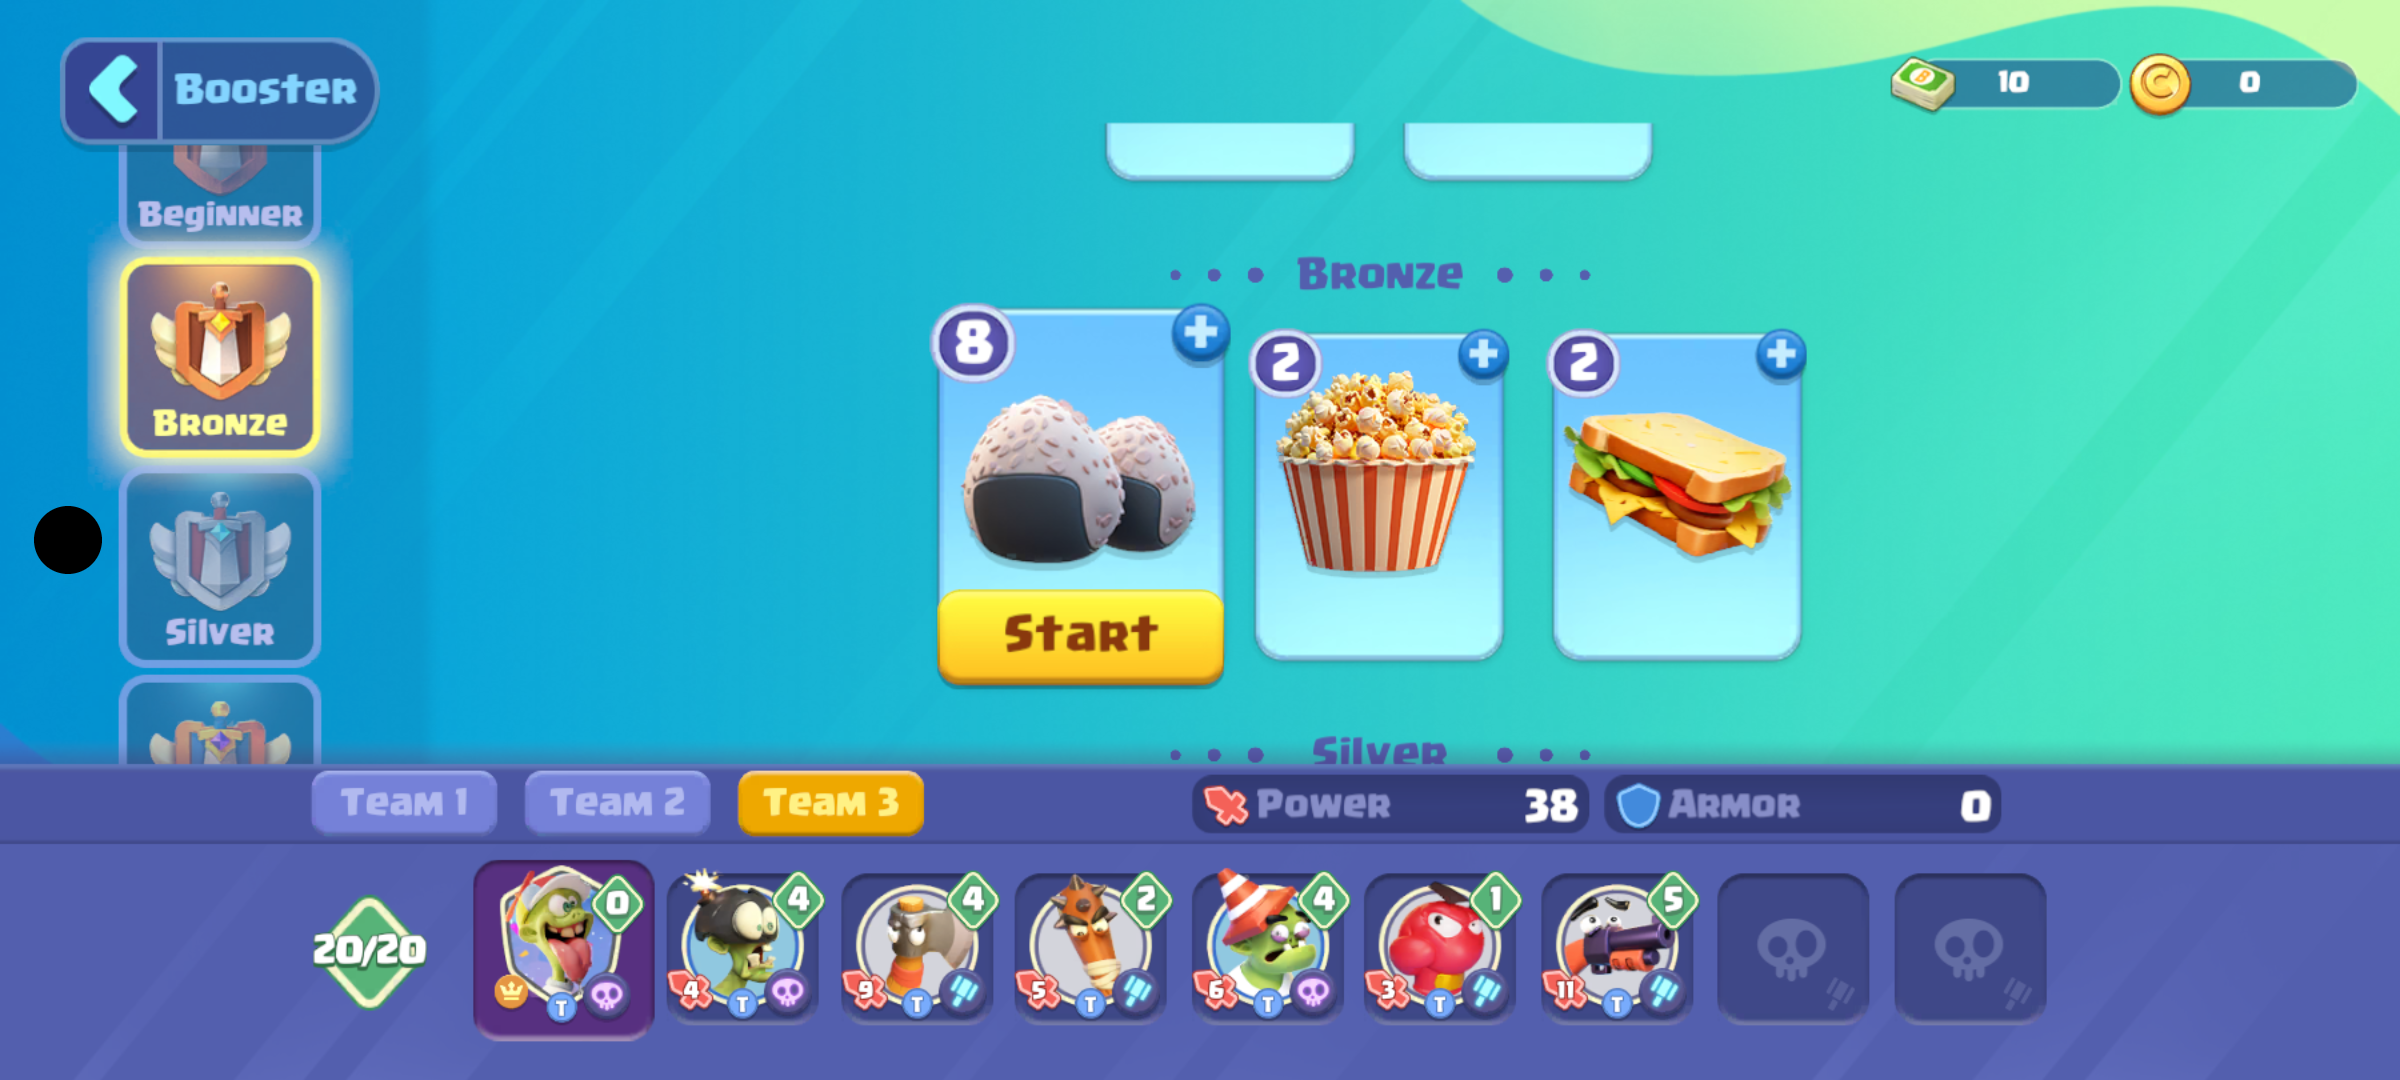 Booster
10
0
Beginner
Bronze
Bronze
8
2
2
Start
Silver
Silver
Team 1
Team 2
Team 3
Power
38
Armor
0
20/20
0
4
4
2
4
1
5
T
4
T
9
T
5
T
6
T
3
T
11
T